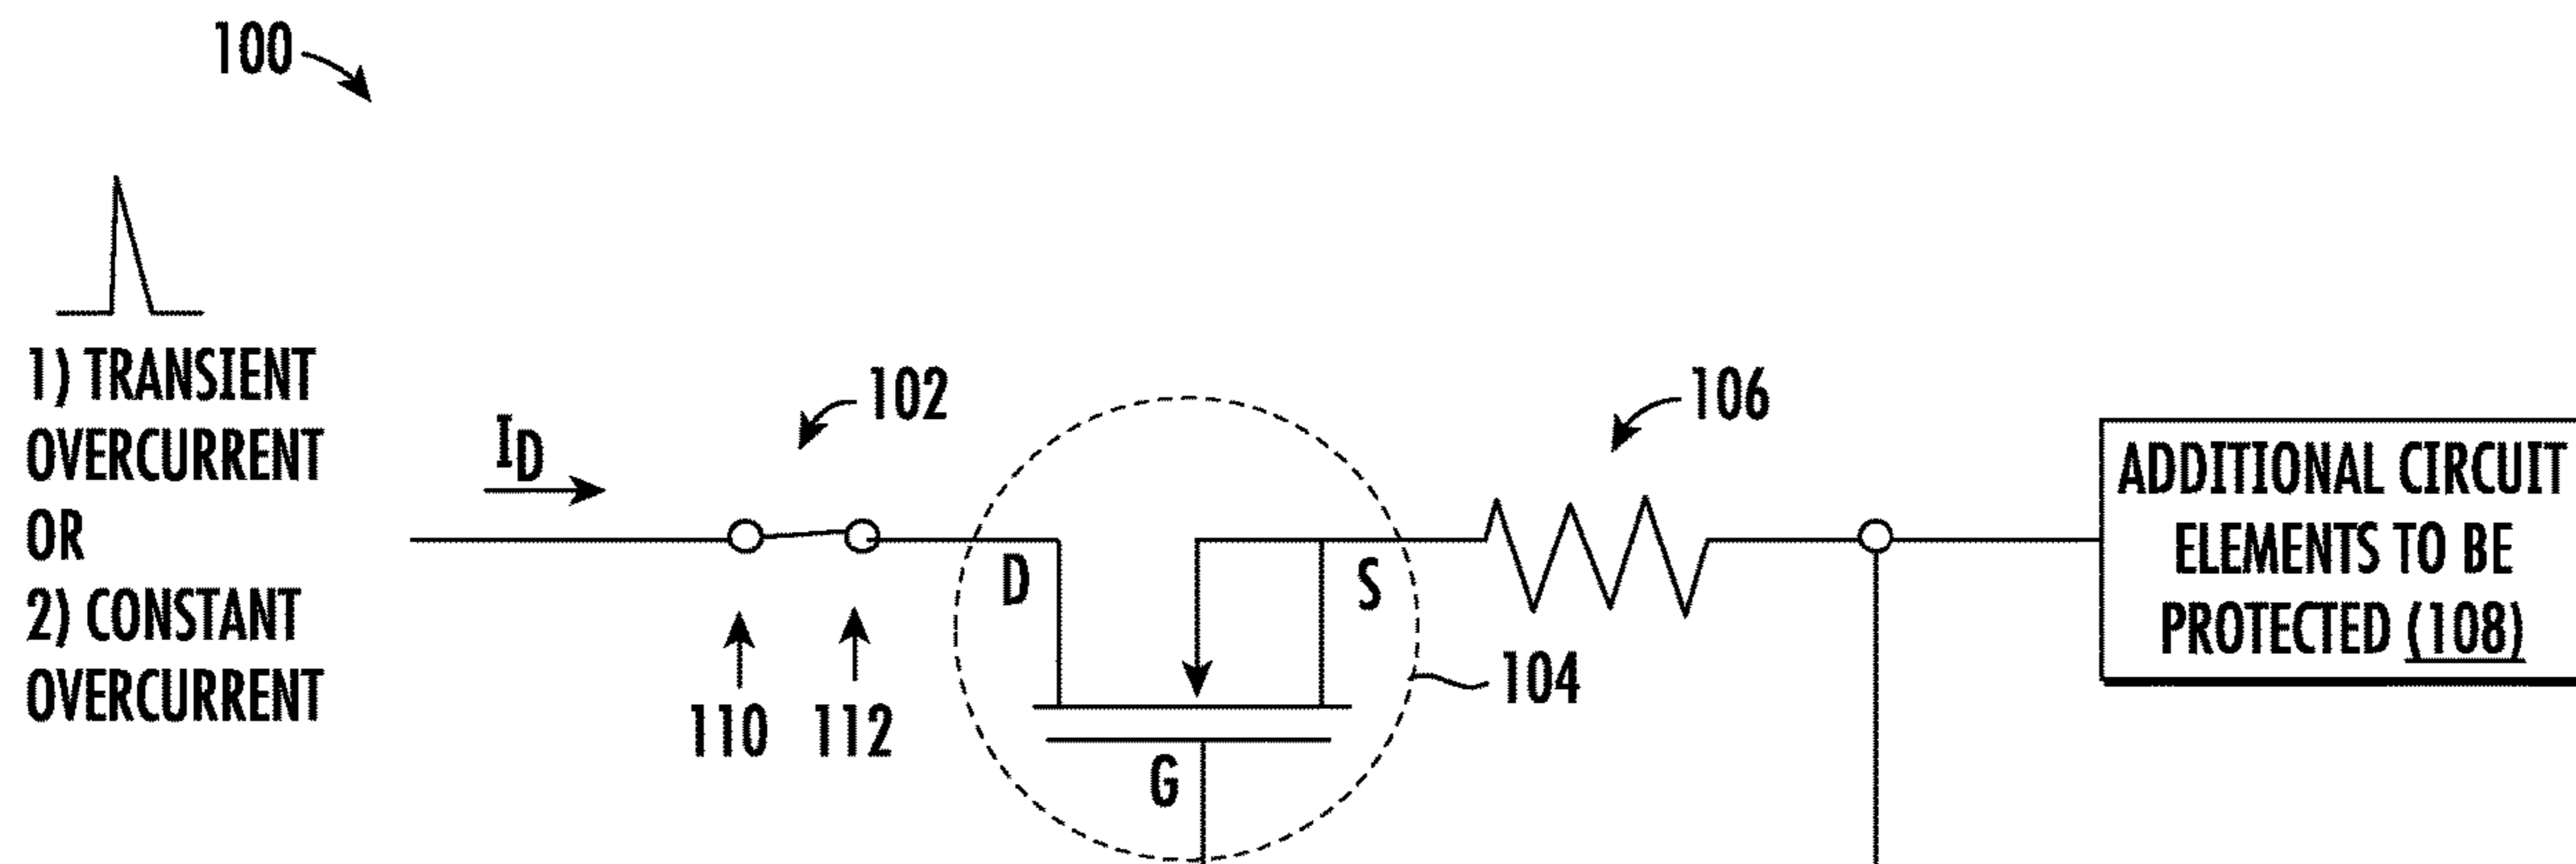 100
1) TRANSIENT
OVERCURRENT
OR
2) CONSTANT
OVERCURRENT
ID
102
106
ADDITIONAL CIRCUIT
ELEMENTS TO BE
PROTECTED (108)
D
S
104
110
112
G